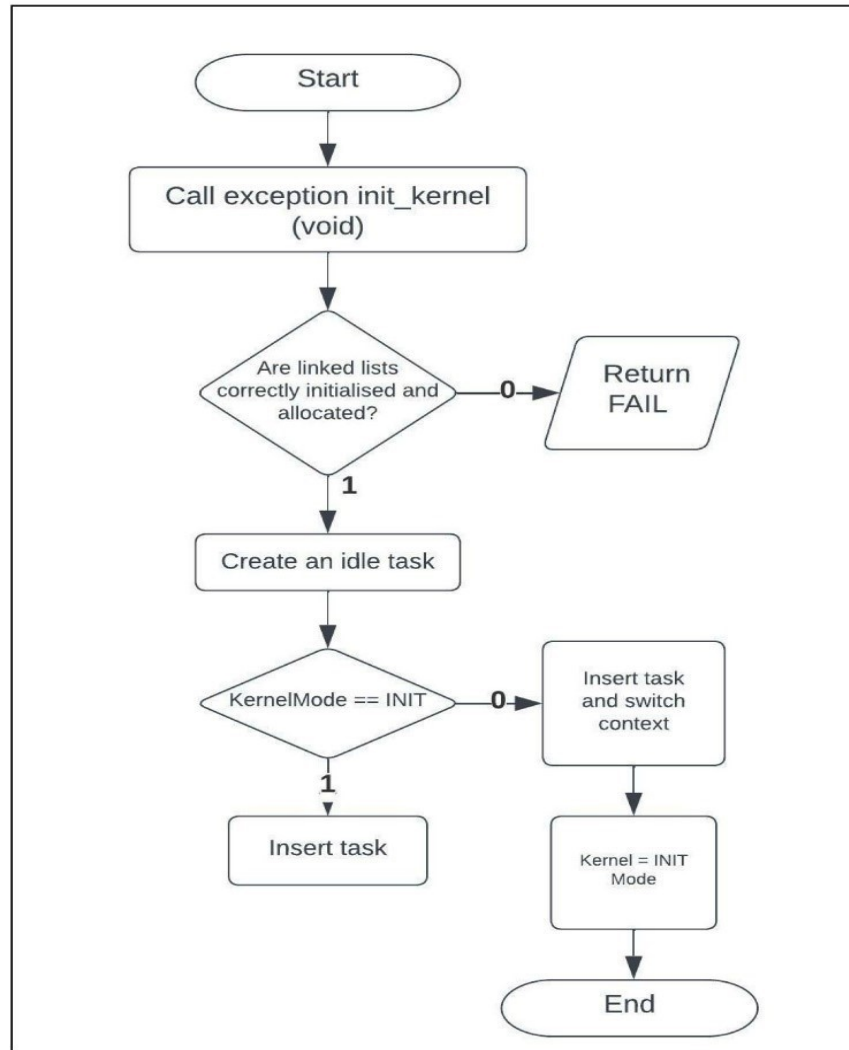 Start
Call exception init_kernel
(void)
Are linked lists
correctly initialised and
allocated?
0
Return
FAIL
1
Create an idle task
KernelMode == INIT
0
Insert task
and switch
context
1
Insert task
Kernel = INIT
Mode
End